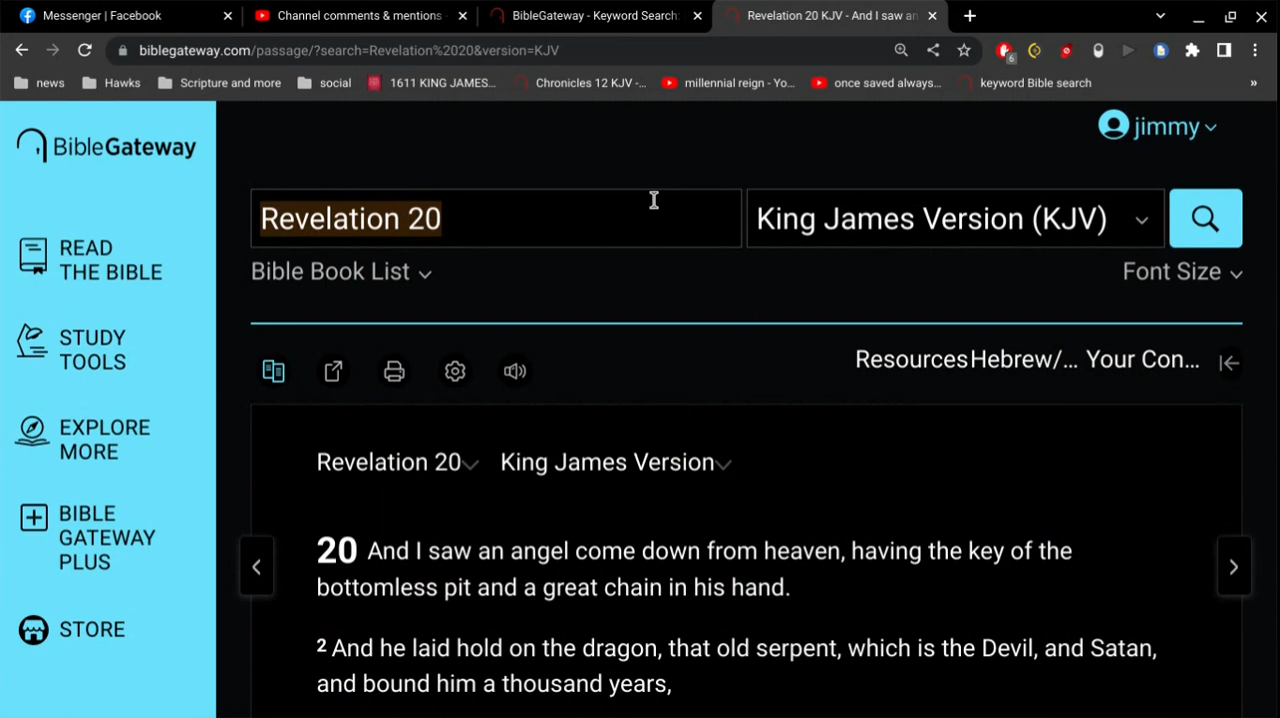 Messenger | Facebook
Channel comments & mentions
BibleGateway - Keyword Search:
Revelation 20 KJV - And I saw an
biblegateway.com/passage/?search=Revelation%2020&version=KJV
6
news
Hawks
Scripture and more
social
1611 KING JAMES...
Chronicles 12 KJV -...
millennial reign - Yo...
once saved always...
keyword Bible search
»
BibleGateway
jimmy
Revelation 20
King James Version (KJV)
Bible Book List
Font Size
READ
THE BIBLE
STUDY
TOOLS
EXPLORE
MORE
BIBLE
GATEWAY
PLUS
STORE
Resources
Hebrew/...
Your Con...
Revelation 20
King James Version
20 And I saw an angel come down from heaven, having the key of the
bottomless pit and a great chain in his hand.
2 And he laid hold on the dragon, that old serpent, which is the Devil, and Satan,
and bound him a thousand years,